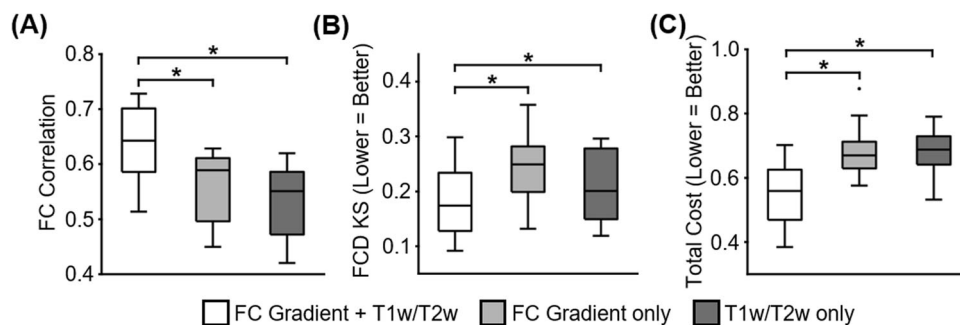 (A)
FC Correlation
0.8
0.7
0.6
0.5
0.4
*
*
(B)
FCD KS (Lower = Better)
0.4
0.3
0.2
0.1
*
*
(C)
Total Cost (Lower = Better)
1.0
0.8
0.6
0.4
*
*
FC Gradient + T1w/T2w
FC Gradient only
T1w/T2w only